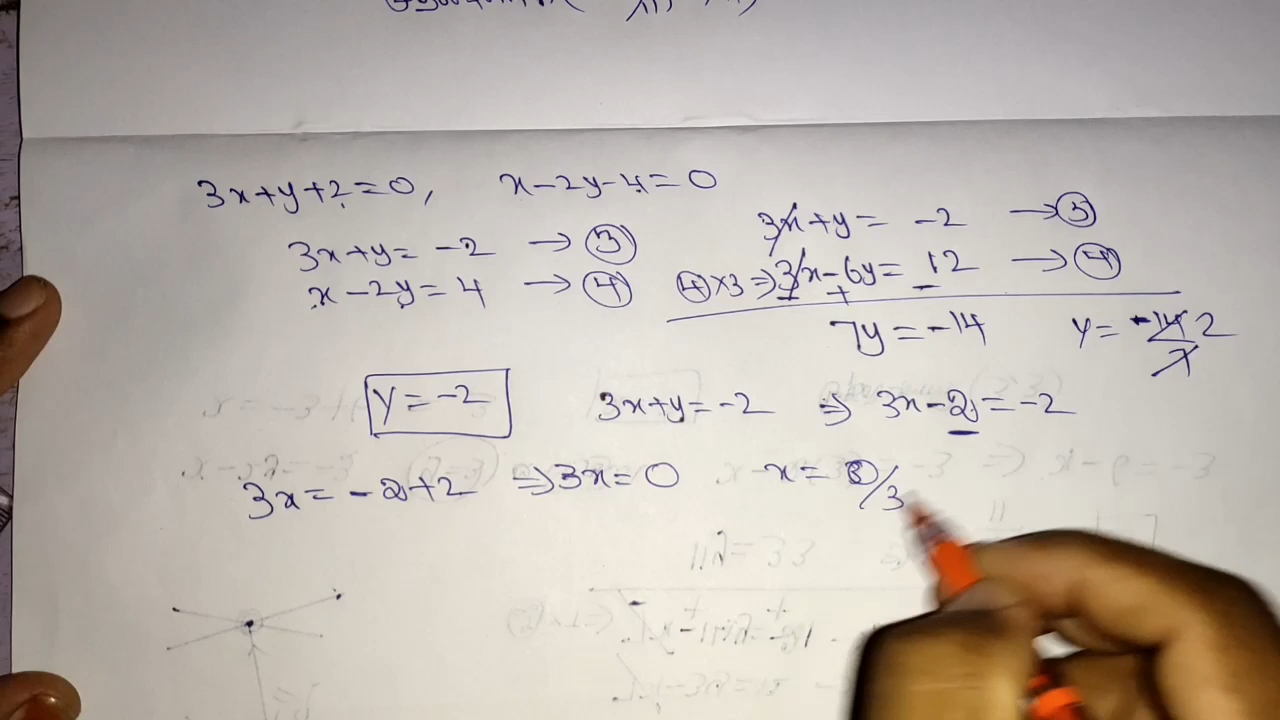 3x+y+2=0, x-2y-4=0
3x+y= -2 → ③
x-2y=4 → ④
3x+y= -2 → ③
④×3 ⇒ 3x-6y= 12 → ④
- + -
7y=-14 y= -14/7 2
y=-2 3x+y=-2 ⇒ 3x-2=-2
3x= -2+2 ⇒ 3x=0 x= 0/3